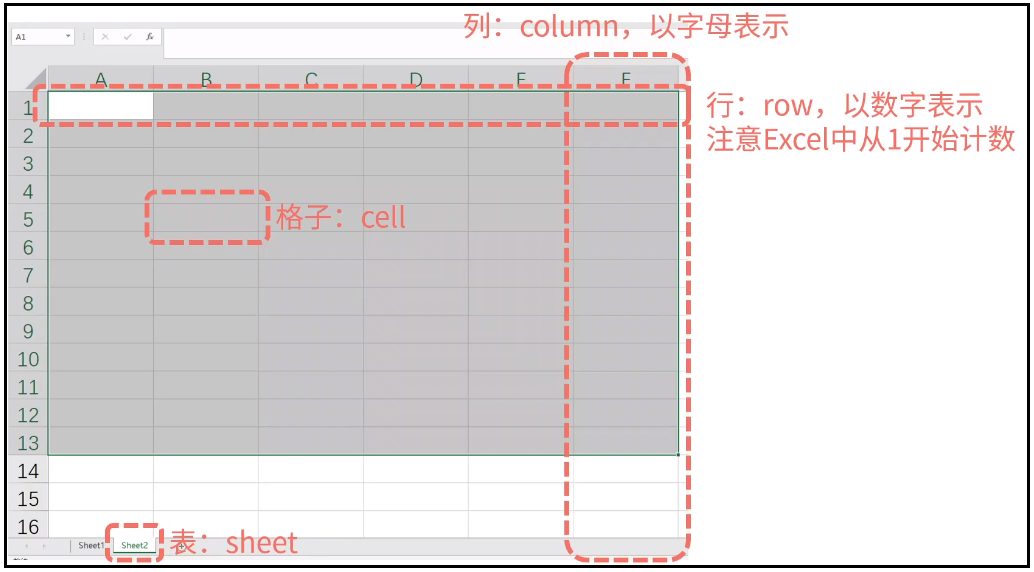 列：column，以字母表示
A1
fx
A B C D E F
1
行：row，以数字表示
注意Excel中从1开始计数
2
3
4
5
格子：cell
6
7
8
9
10
11
12
13
14
15
16
Sheet1 Sheet2
表：sheet